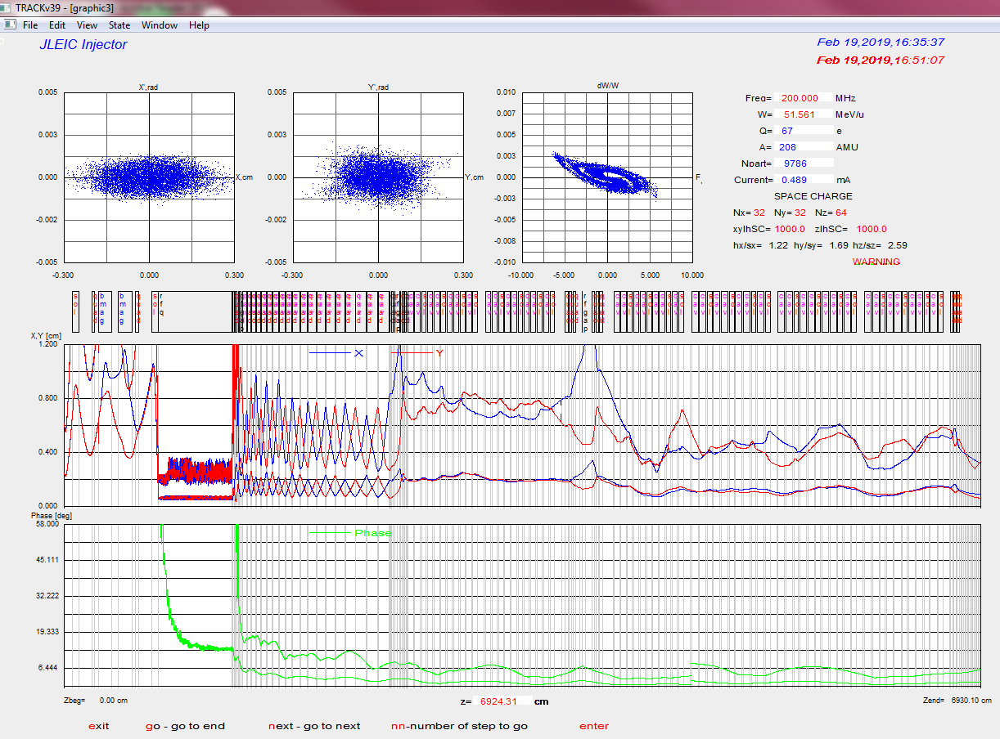 TRACKv39 - [graphic3]
File Edit View State Window Help
JLEIC Injector
Feb 19,2019,16:35:37
Feb 19,2019,16:51:07
X',rad
Y',rad
dW/W
0.005
0.003
0.000
-0.002
-0.005
-0.300 0.000 0.300
X,cm
0.005
0.003
0.000
-0.002
-0.005
-0.300 0.000 0.300
Y,cm
0.010
0.007
0.005
0.003
0.000
-0.003
-0.005
-0.008
-0.010
-10.000 -5.000 0.000 5.000 10.000
F,
Freq= 200.000 MHz
W= 51.561 MeV/u
Q= 67 e
A= 208 AMU
Npart= 9786
Current= 0.489 mA
SPACE CHARGE
Nx= 32 Ny= 32 Nz= 64
xylhSC= 1000.0 zlhSC= 1000.0
hx/sx= 1.22 hy/sy= 1.69 hz/sz= 2.59
WARNING
X,Y [cm]
1.200
0.800
0.400
0.000
X Y
Phase [deg]
58.000
45.111
32.222
19.333
6.444
Phase
Zbeg= 0.00 cm
z= 6924.31 cm
Zend= 6930.10 cm
exit go - go to end next - go to next nn-number of step to go enter